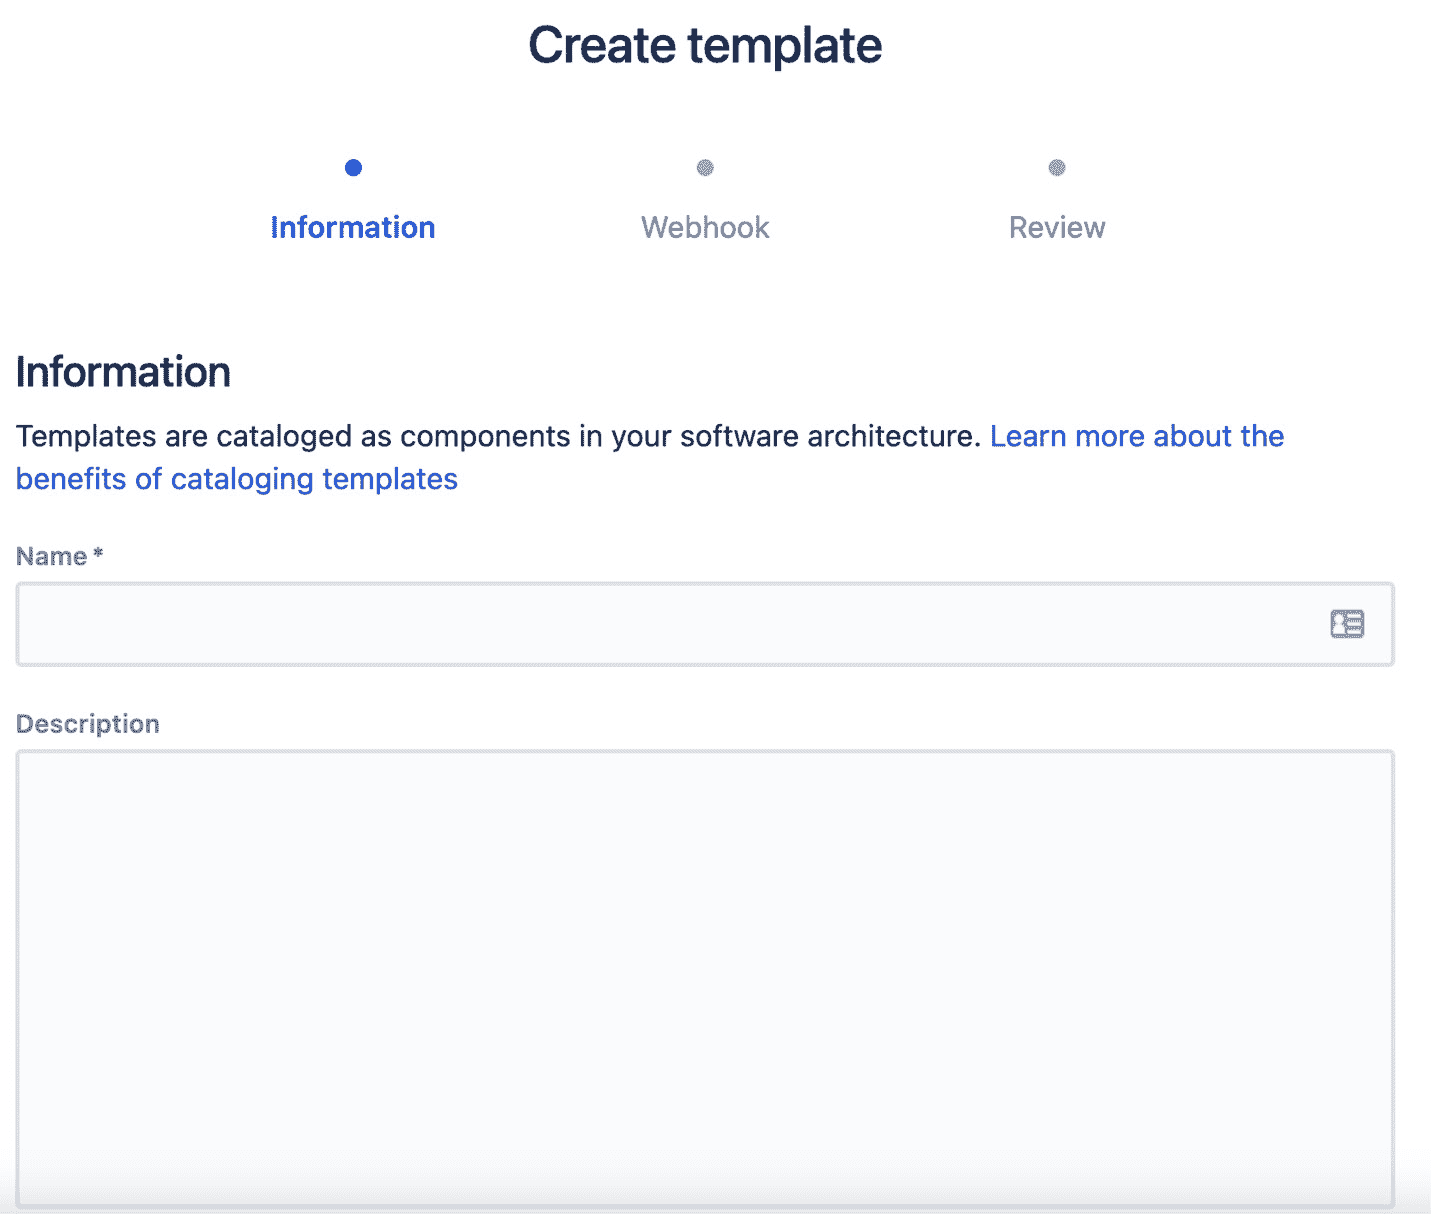 Create template
Information
Webhook
Review
Information
Templates are cataloged as components in your software architecture. Learn more about the
benefits of cataloging templates
Name *
Description